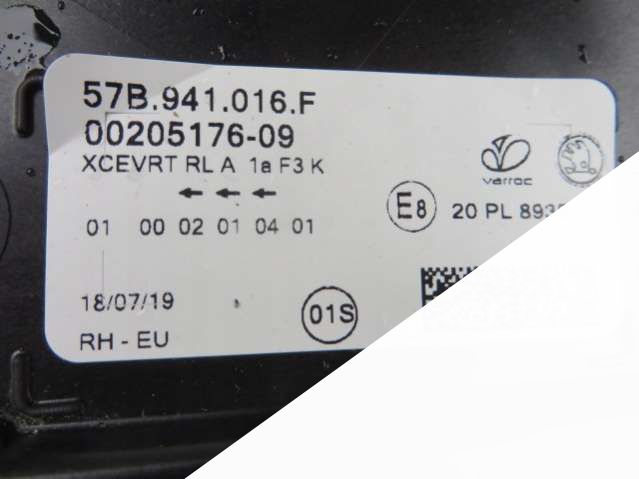 57B.941.016.F
00205176-09
XCEVRT RL A 1a F3 K
varroc
E8 20 PL
01 00 02 01 04 01
18/07/19
01S
RH - EU